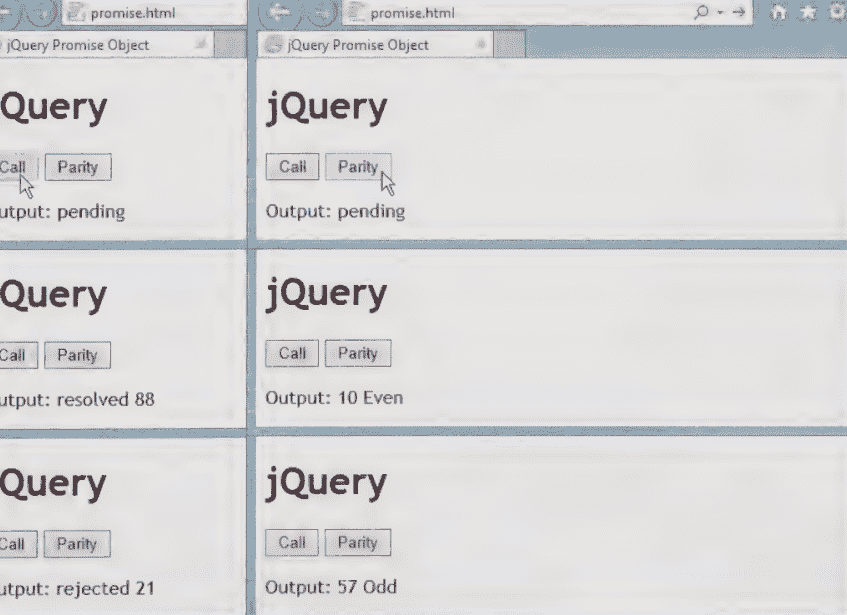 promise.html
jQuery Promise Object
Query
Call Parity
utput: pending
Query
Call Parity
utput: resolved 88
Query
Call Parity
utput: rejected 21
promise.html
jQuery Promise Object
jQuery
Call Parity
Output: pending
jQuery
Call Parity
Output: 10 Even
jQuery
Call Parity
Output: 57 Odd